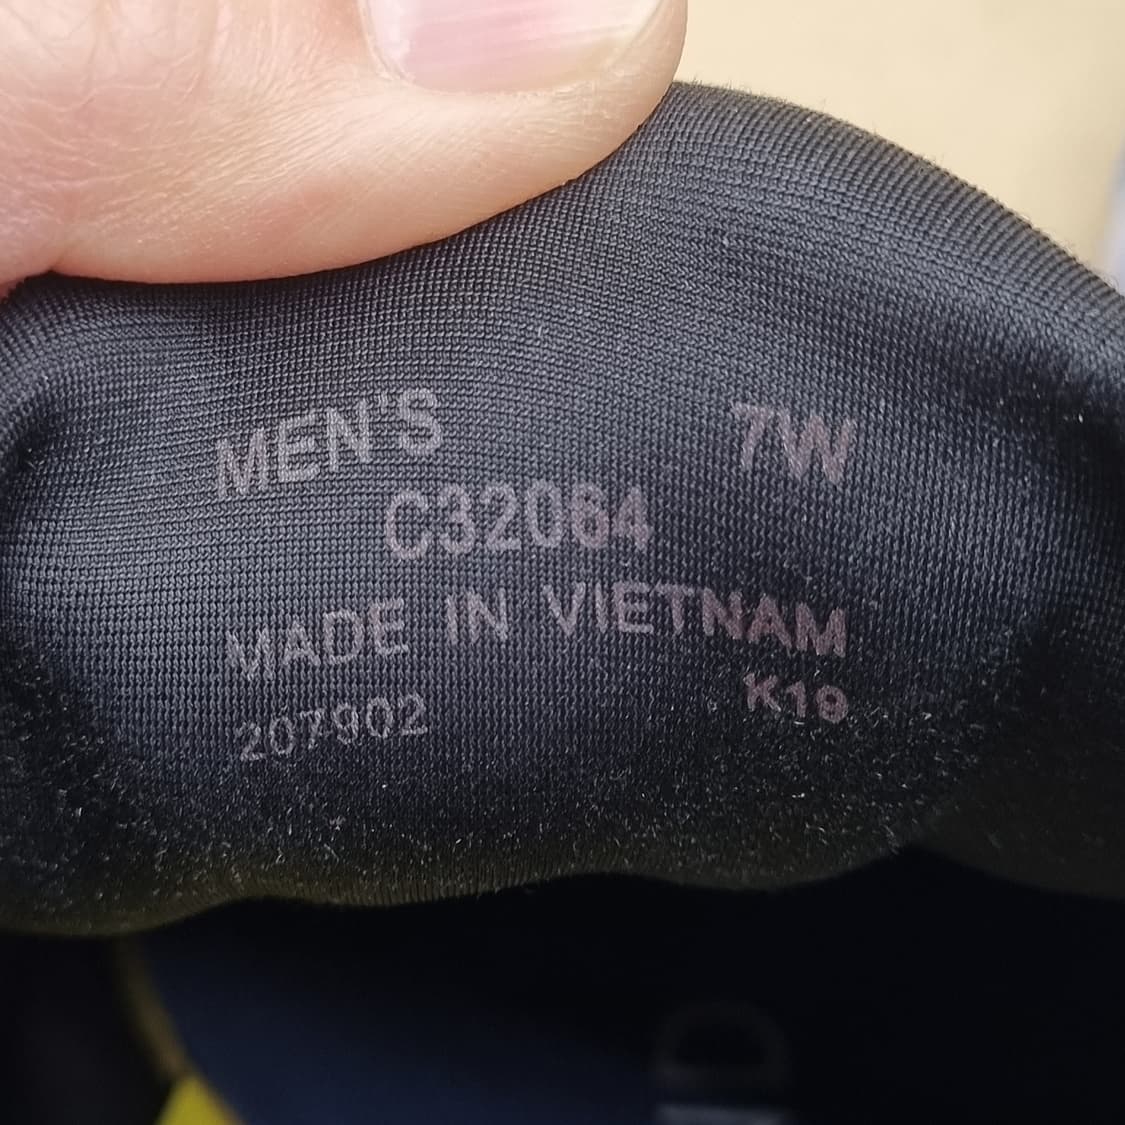 MEN'S 7W
C32064
MADE IN VIETNAM
207902 K19